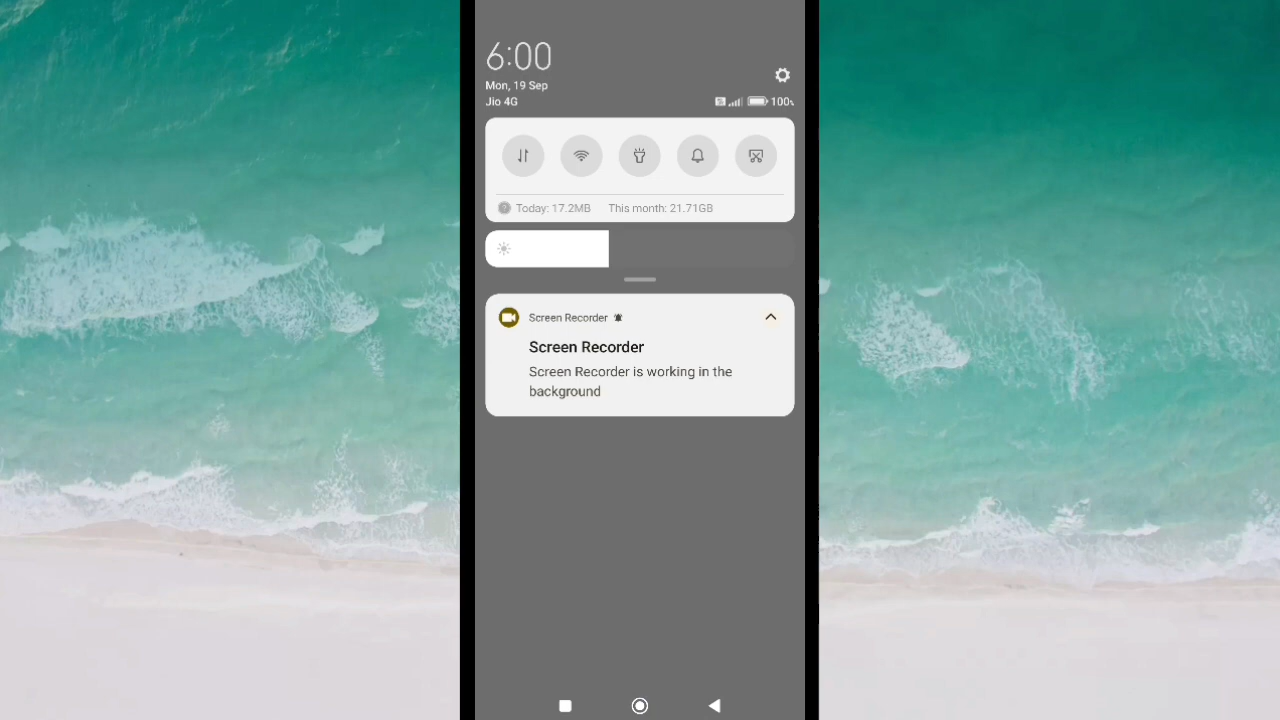 6:00
Mon, 19 Sep
Jio 4G
100%
Today: 17.2MB This month: 21.71GB
Screen Recorder
Screen Recorder
Screen Recorder is working in the
background